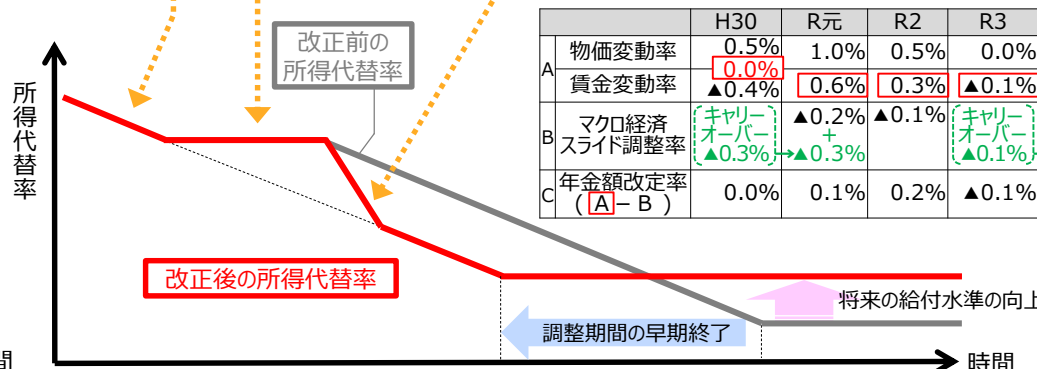 H30 R元 R2 R3
A
物価変動率 0.5% 1.0% 0.5% 0.0%
0.0%
賃金変動率 ▲0.4% 0.6% 0.3% ▲0.1%
B
マクロ経済
スライド調整率
キャリー
オーバー
▲0.3%
▲0.2%
+
▲0.3%
▲0.1%
キャリー
オーバー
▲0.1%
C
年金額改定率
( A − B )
0.0% 0.1% 0.2% ▲0.1%
改正前の
所得代替率
所得代替率
改正後の所得代替率
将来の給付水準の向上
調整期間の早期終了
間
時間